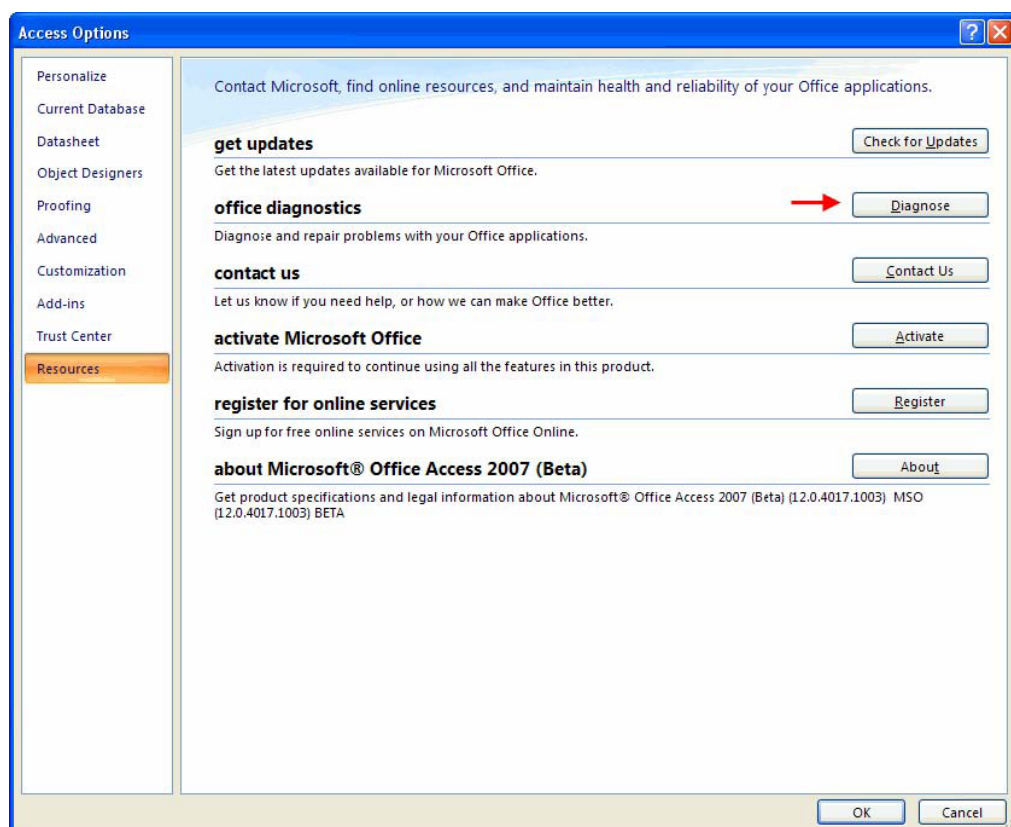 Access Options
Personalize
Current Database
Datasheet
Object Designers
Proofing
Advanced
Customization
Add-ins
Trust Center
Resources
Contact Microsoft, find online resources, and maintain health and reliability of your Office applications.
get updates
Check for Updates
Get the latest updates available for Microsoft Office.
office diagnostics
Diagnose
Diagnose and repair problems with your Office applications.
contact us
Contact Us
Let us know if you need help, or how we can make Office better.
activate Microsoft Office
Activate
Activation is required to continue using all the features in this product.
register for online services
Register
Sign up for free online services on Microsoft Office Online.
about Microsoft® Office Access 2007 (Beta)
About
Get product specifications and legal information about Microsoft® Office Access 2007 (Beta) (12.0.4017.1003) MSO
(12.0.4017.1003) BETA
OK
Cancel